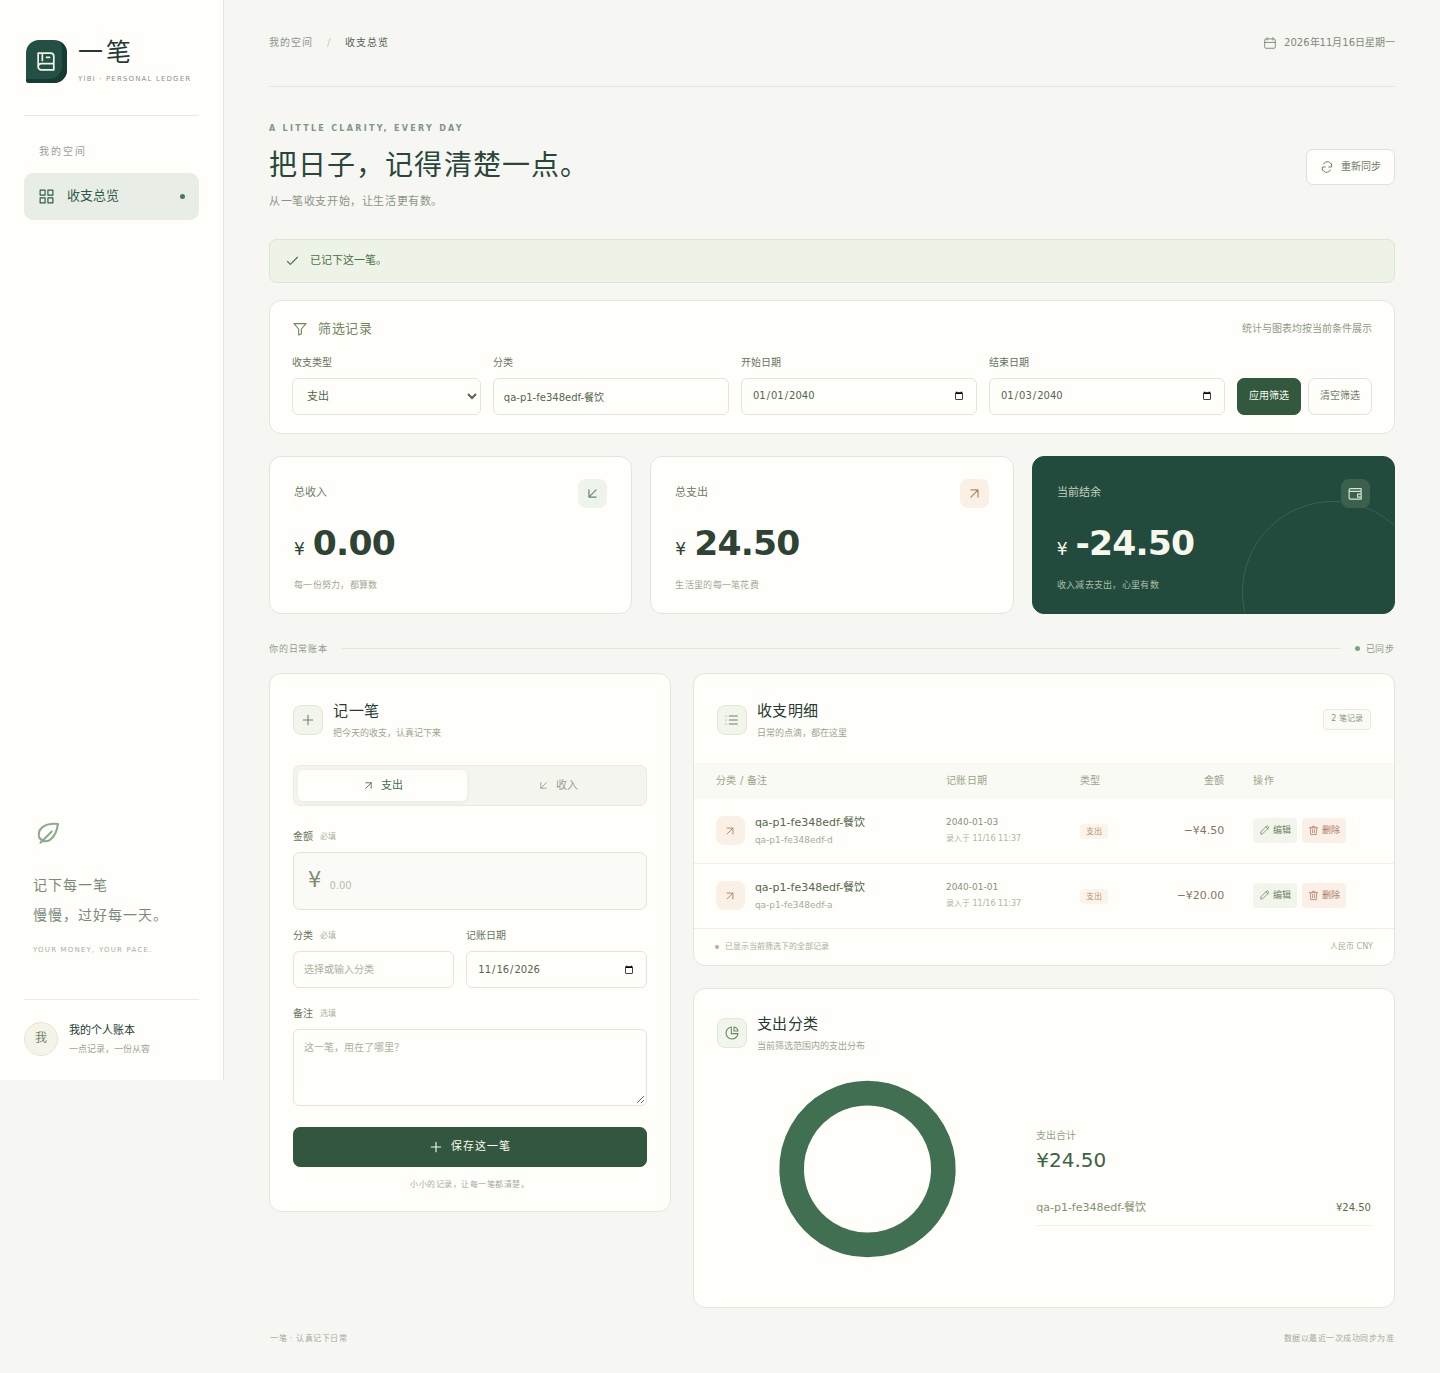 一笔
YIBI · PERSONAL LEDGER
我的空间
收支总览
记下每一笔
慢慢，过好每一天。
YOUR MONEY, YOUR PACE.
我
我的个人账本
一点记录，一份从容
我的空间 / 收支总览
2026年11月16日星期一
A LITTLE CLARITY, EVERY DAY
把日子，记得清楚一点。
从一笔收支开始，让生活更有数。
重新同步
已记下这一笔。
筛选记录
统计与图表均按当前条件展示
收支类型 分类 开始日期 结束日期
支出 qa-p1-fe348edf-餐饮 01/01/2040 01/03/2040 应用筛选 清空筛选
总收入
¥ 0.00
每一份努力，都算数
总支出
¥ 24.50
生活里的每一笔花费
当前结余
¥ -24.50
收入减去支出，心里有数
你的日常账本
已同步
记一笔
把今天的收支，认真记下来
支出 收入
金额 必填
¥ 0.00
分类 必填 记账日期
选择或输入分类 11/16/2026
备注 选填
这一笔，用在了哪里？
保存这一笔
小小的记录，让每一笔都清楚。
收支明细
日常的点滴，都在这里
2 笔记录
分类 / 备注 记账日期 类型 金额 操作
qa-p1-fe348edf-餐饮 2040-01-03 支出 −¥4.50 编辑 删除
qa-p1-fe348edf-d 录入于 11/16 11:37
qa-p1-fe348edf-餐饮 2040-01-01 支出 −¥20.00 编辑 删除
qa-p1-fe348edf-a 录入于 11/16 11:37
已显示当前筛选下的全部记录 人民币 CNY
支出分类
当前筛选范围内的支出分布
支出合计
¥24.50
qa-p1-fe348edf-餐饮 ¥24.50
一笔 · 认真记下日常
数据以最近一次成功同步为准